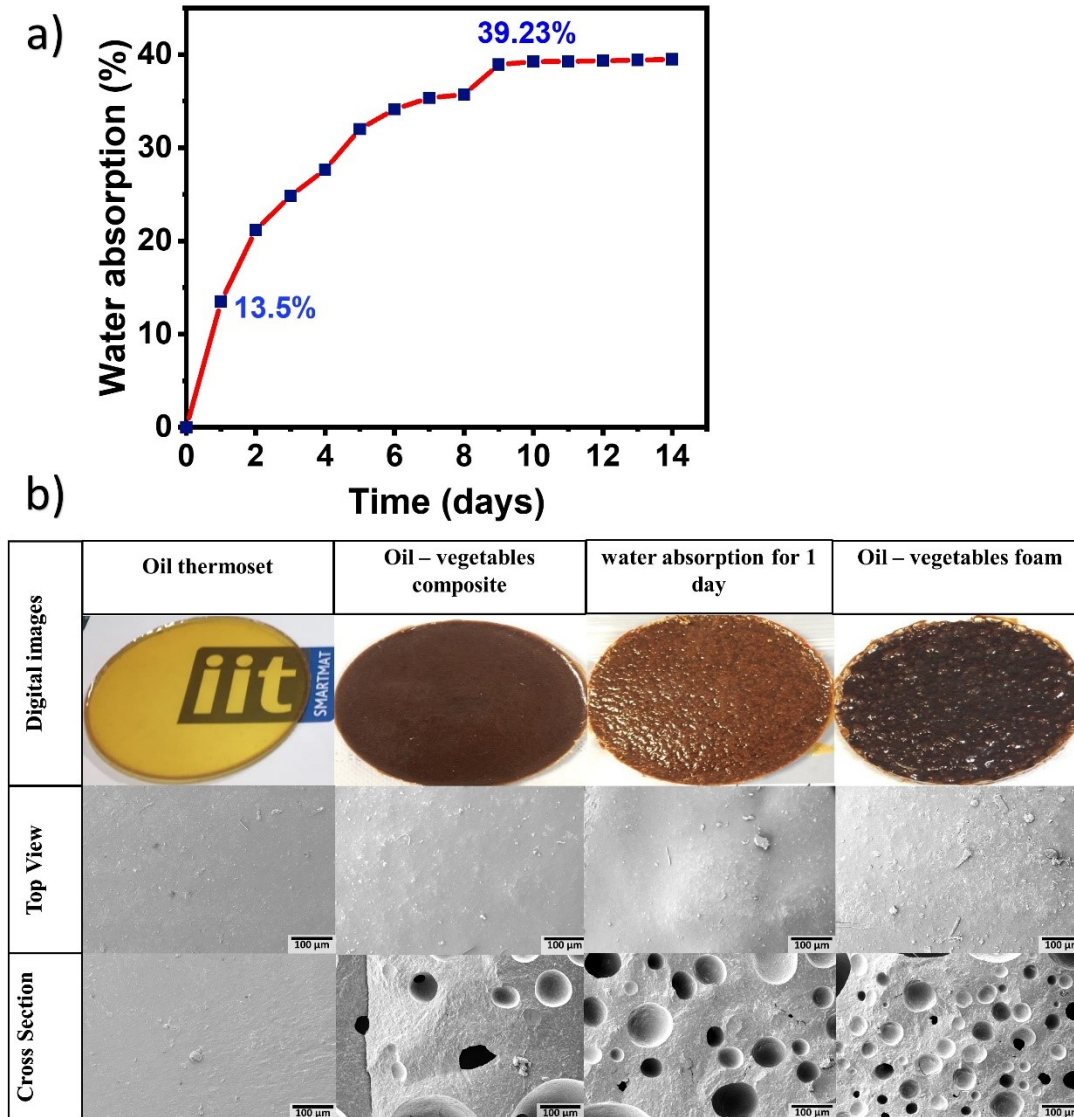 a)
39.23%
13.5%
Water absorption (%)
40
30
20
10
0
0 2 4 6 8 10 12 14
Time (days)
b)
Digital images
Oil thermoset
Oil – vegetables
composite
water absorption for 1
day
Oil – vegetables foam
iit
SMARTMAT
Top View
100 µm
100 µm
100 µm
100 µm
Cross Section
100 µm
100 µm
100 µm
100 µm